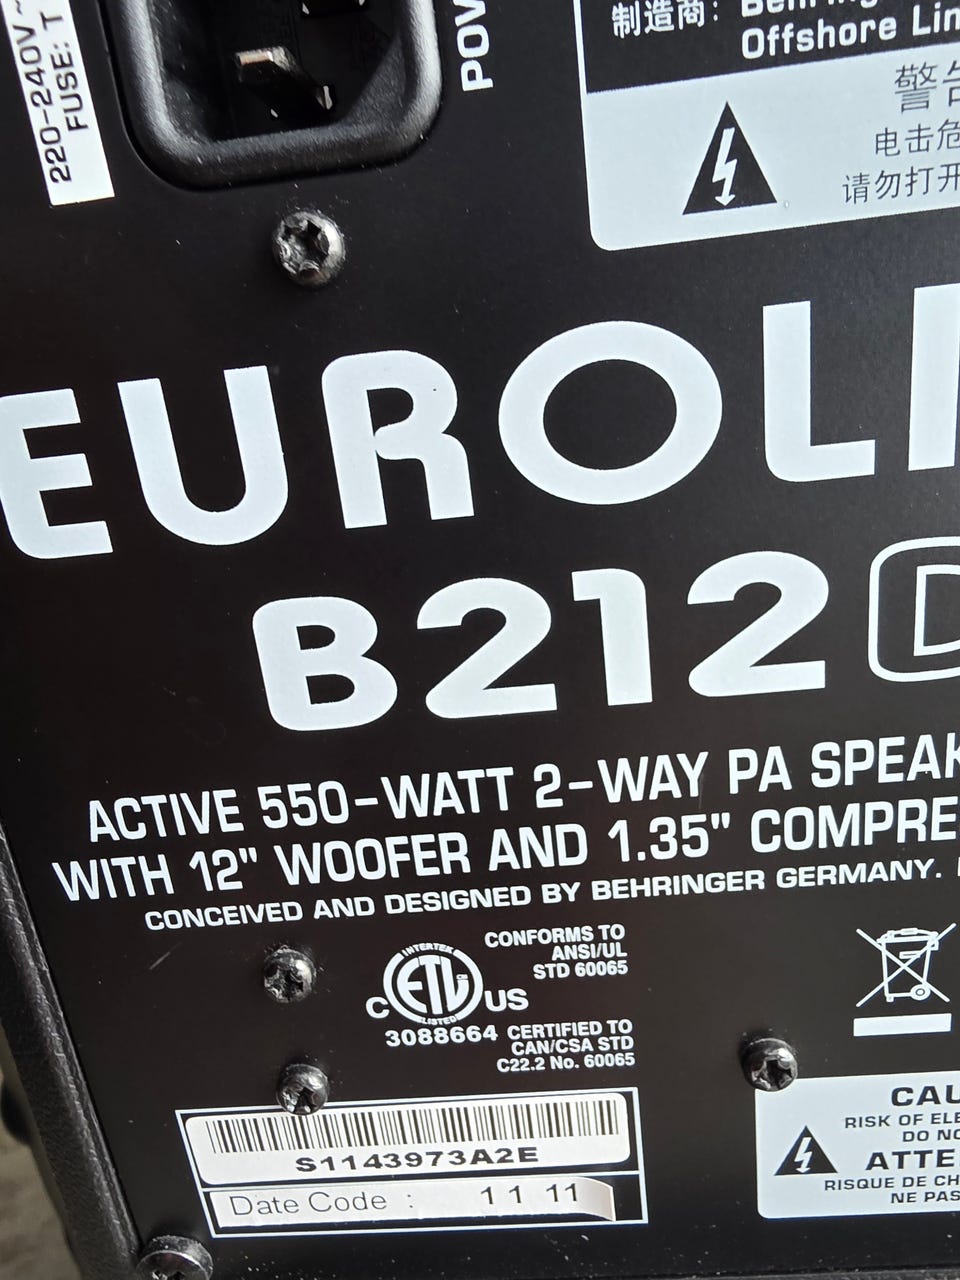 220-240V~
FUSE: T
POW
制造商：
Offshore Lin
警告
电击危
请勿打开
EUROLI
B212 D
ACTIVE 550-WATT 2-WAY PA SPEAK
WITH 12" WOOFER AND 1.35" COMPRE
CONCEIVED AND DESIGNED BY BEHRINGER GERMANY.
INTERTEK
ETL
C US
LISTED
3088664
CONFORMS TO
ANSI/UL
STD 60065
CERTIFIED TO
CAN/CSA STD
C22.2 No. 60065
S1143973A2E
Date Code : 11 11
CAU
RISK OF ELE
DO NO
ATTE
RISQUE DE CH
NE PAS